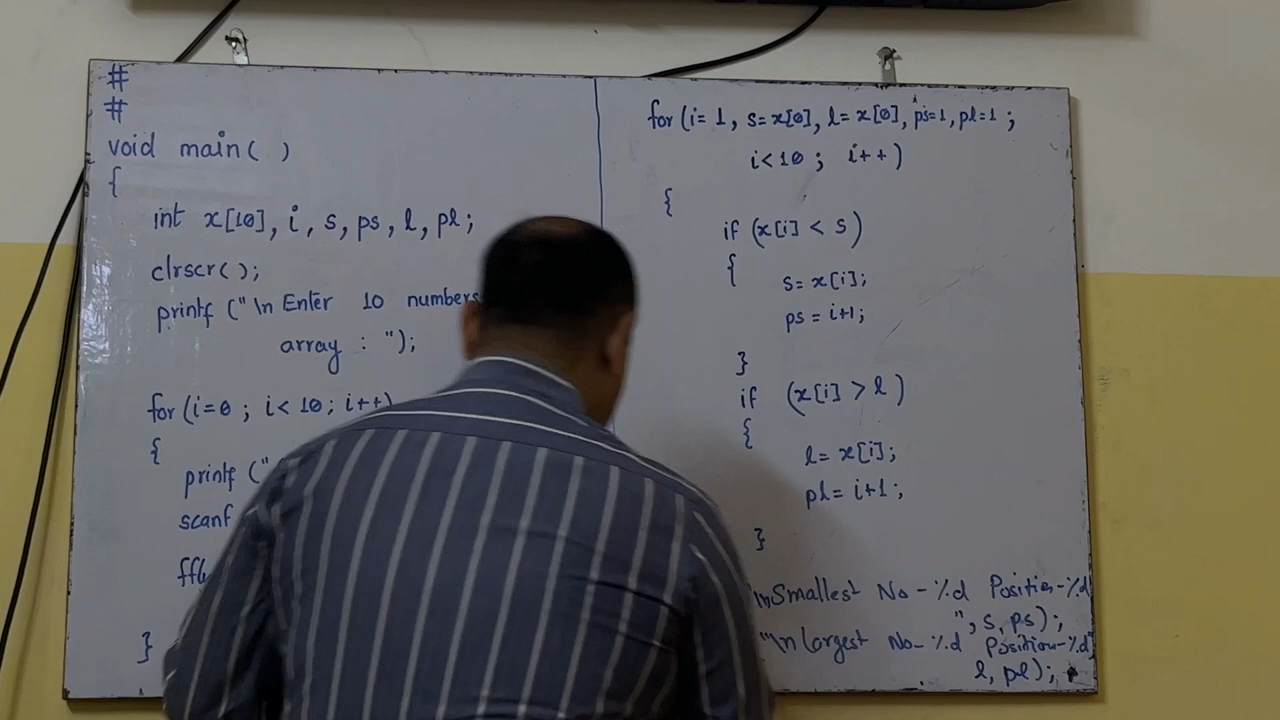 #
#
void main( )
{
int x[10], i, s, ps, l, pl;
clrscr( );
printf ("\n Enter 10 numbers
array : ");
for (i=0 ; i< 10; i++)
{
printf ("
scanf
}
for (i= 1, s= x[0], l= x[0], ps=1, pl=1 ;
i<10 ; i++)
{
if (x[i] < s)
{
s= x[i];
ps = i+1;
}
if (x[i] > l)
{
l= x[i];
pl= i+1;
}
\n Smallest No - %d Position-%d
", s, ps);
"\n largest No- %d Position-%d"
l, pl);
}